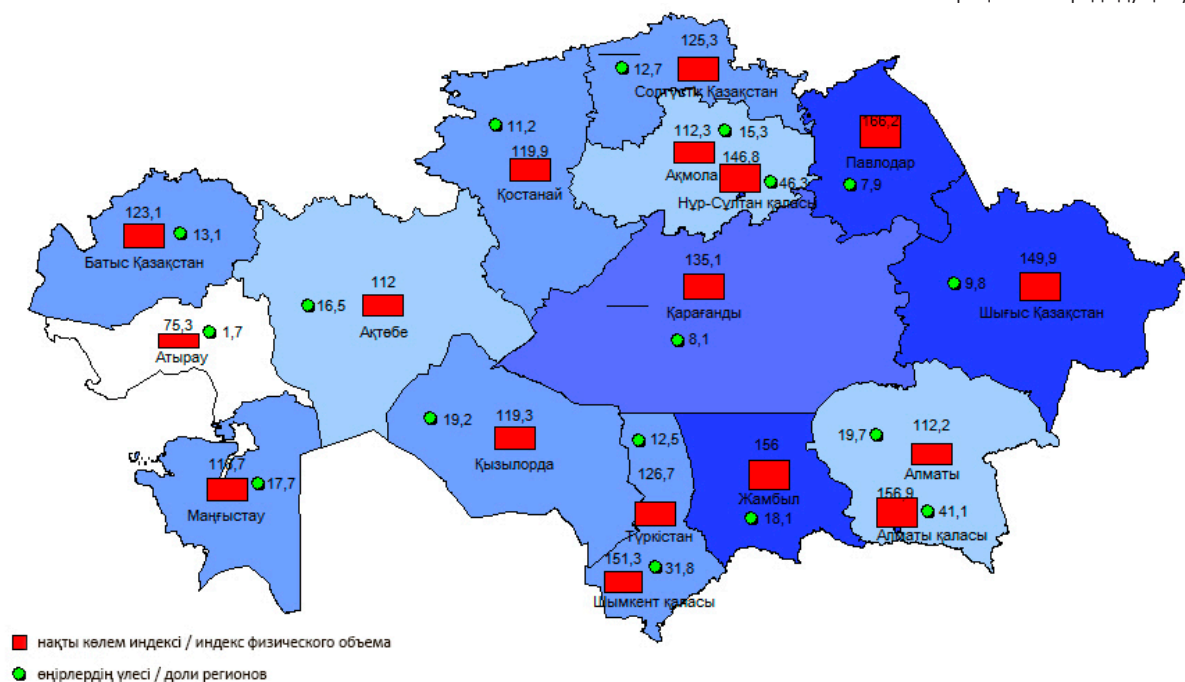 125,3
12,7
Солтүстік Қазақстан
11,2
119,9
Қостанай
112,3
15,3
Ақмола
146,8
46,3
Нұр-Сұлтан қаласы
166,2
Павлодар
7,9
123,1
13,1
Батыс Қазақстан
112
16,5
Ақтөбе
135,1
Қарағанды
8,1
149,9
9,8
Шығыс Қазақстан
75,3
1,7
Атырау
19,2
119,3
Қызылорда
12,5
126,7
Түркістан
156
Жамбыл
18,1
19,7
112,2
Алматы
156,9
41,1
Алматы қаласы
17,7
Маңғыстау
151,3
31,8
Шымкент қаласы
нақты көлем индексі / индекс физического объема
өңірлердің үлесі / доли регионов